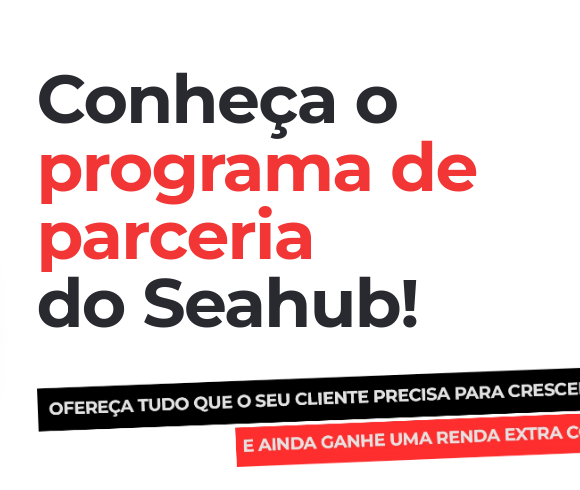 Conheça o
programa de
parceria
do Seahub!
OFEREÇA TUDO QUE O SEU CLIENTE PRECISA PARA
E AINDA GANHE UMA RENDA EXTRA